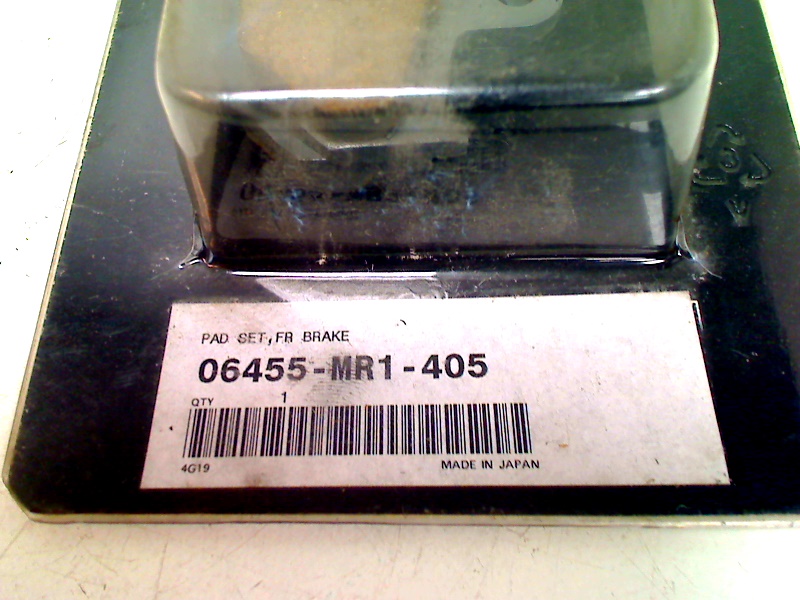 PAD SET,FR BRAKE
06455-MR1-405
QTY 1
4G19 MADE IN JAPAN